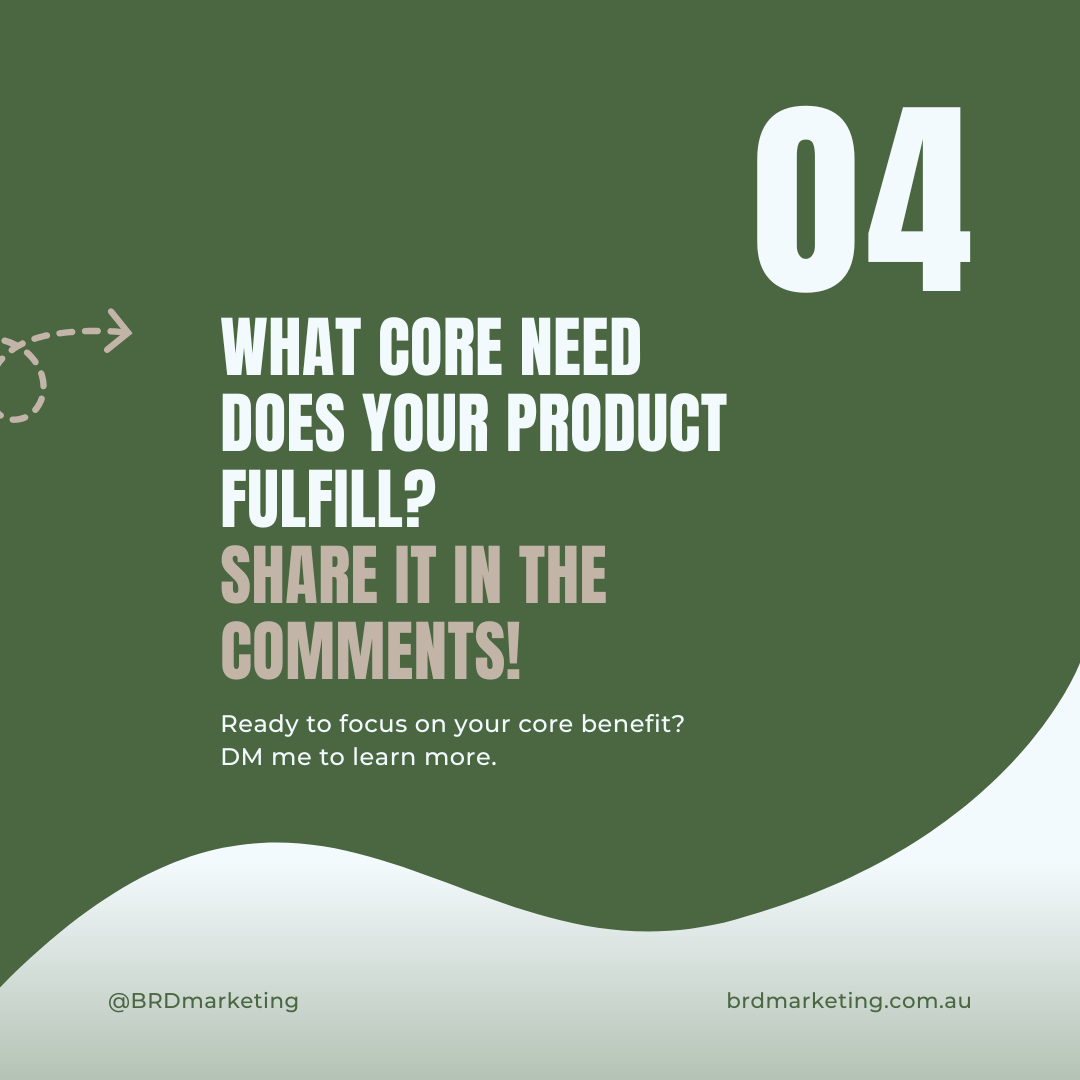 04
WHAT CORE NEED
DOES YOUR PRODUCT
FULFILL?
SHARE IT IN THE
COMMENTS!
Ready to focus on your core benefit?
DM me to learn more.
@BRDmarketing
brdmarketing.com.au